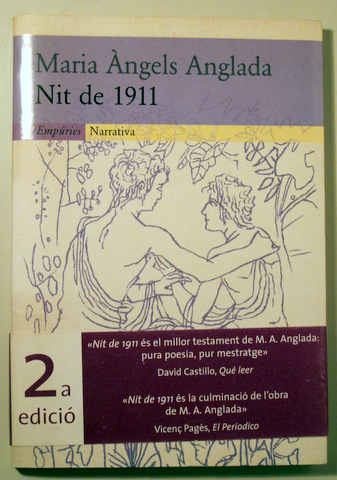 Maria Àngels Anglada
Nit de 1911
Empúries Narrativa
2a
edició
«Nit de 1911 és el millor testament de M. A. Anglada:
pura poesia, pur mestratge»
David Castillo, Qué leer
«Nit de 1911 és la culminació de l'obra
de M. A. Anglada»
Vicenç Pagès, El Periodico